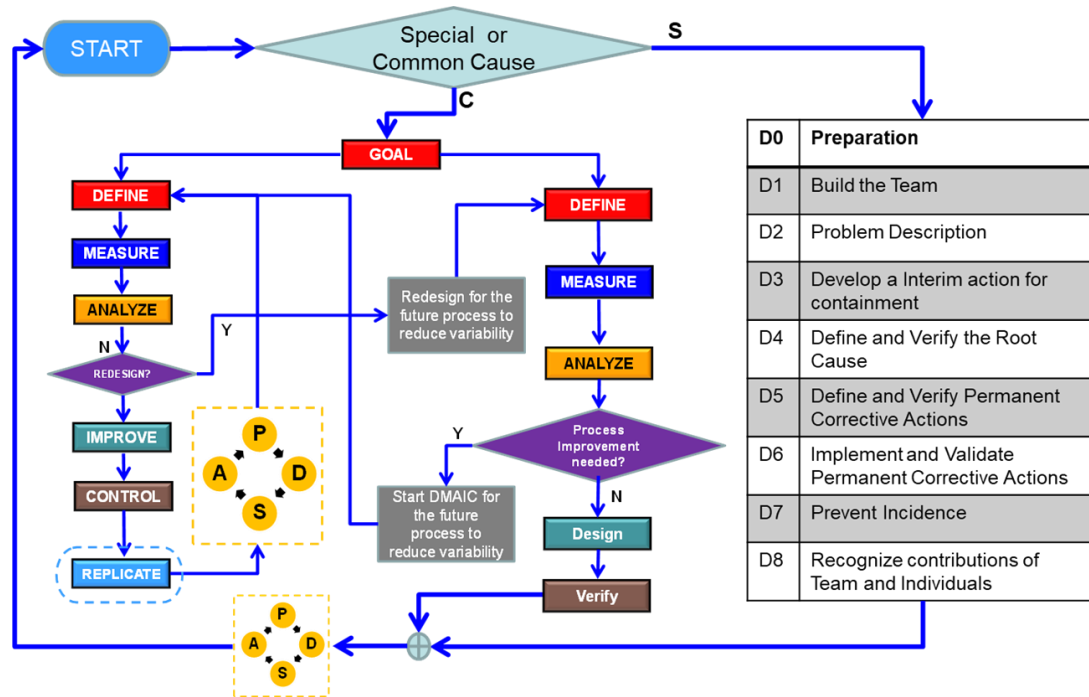 START
Special or
Common Cause
S
C
GOAL
DEFINE
MEASURE
ANALYZE
N
Y
REDESIGN?
IMPROVE
CONTROL
REPLICATE
P
A
D
S
Redesign for the
future process to
reduce variability
DEFINE
MEASURE
ANALYZE
Process
Improvement
needed?
Y
N
Start DMAIC for
the future
process to
reduce variability
Design
Verify
P
A
D
S
D0 Preparation
D1 Build the Team
D2 Problem Description
D3 Develop a Interim action for
containment
D4 Define and Verify the Root
Cause
D5 Define and Verify Permanent
Corrective Actions
D6 Implement and Validate
Permanent Corrective Actions
D7 Prevent Incidence
D8 Recognize contributions of
Team and Individuals